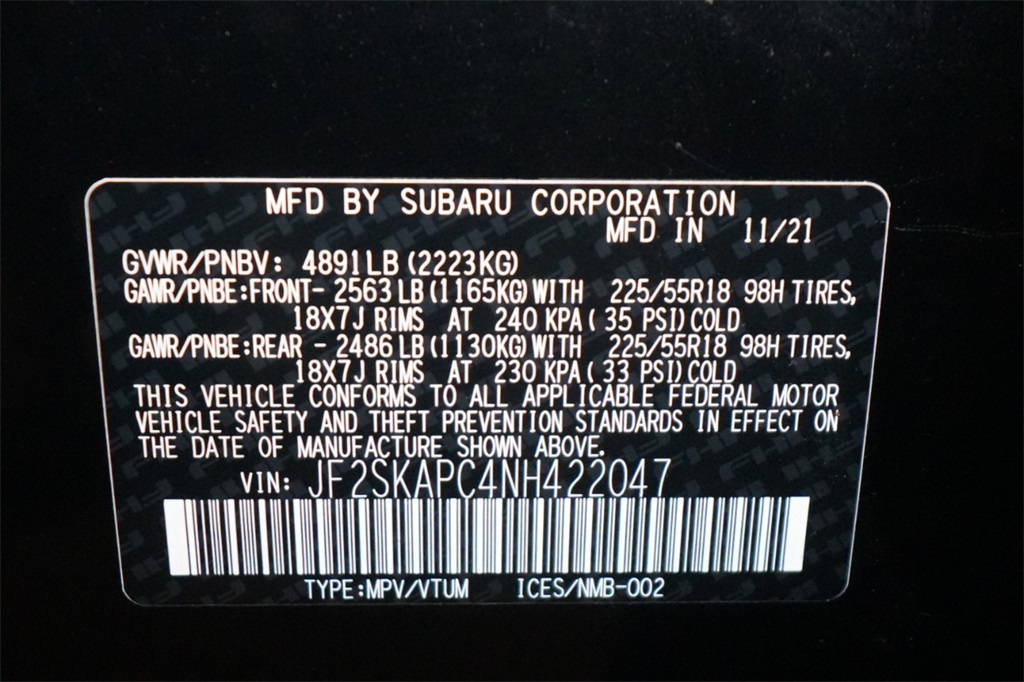 MFD BY SUBARU CORPORATION
MFD IN 11/21
GVWR/PNBV: 4891LB (2223KG)
GAWR/PNBE:FRONT- 2563LB (1165KG) WITH 225/55R18 98H TIRES,
18X7J RIMS AT 240 KPA ( 35 PSI) COLD
GAWR/PNBE:REAR - 2486LB (1130KG) WITH 225/55R18 98H TIRES,
18X7J RIMS AT 230 KPA ( 33 PSI) COLD
THIS VEHICLE CONFORMS TO ALL APPLICABLE FEDERAL MOTOR
VEHICLE SAFETY AND THEFT PREVENTION STANDARDS IN EFFECT ON
THE DATE OF MANUFACTURE SHOWN ABOVE.
VIN: JF2SKAPC4NH422047
TYPE:MPV/VTUM ICES/NMB-002